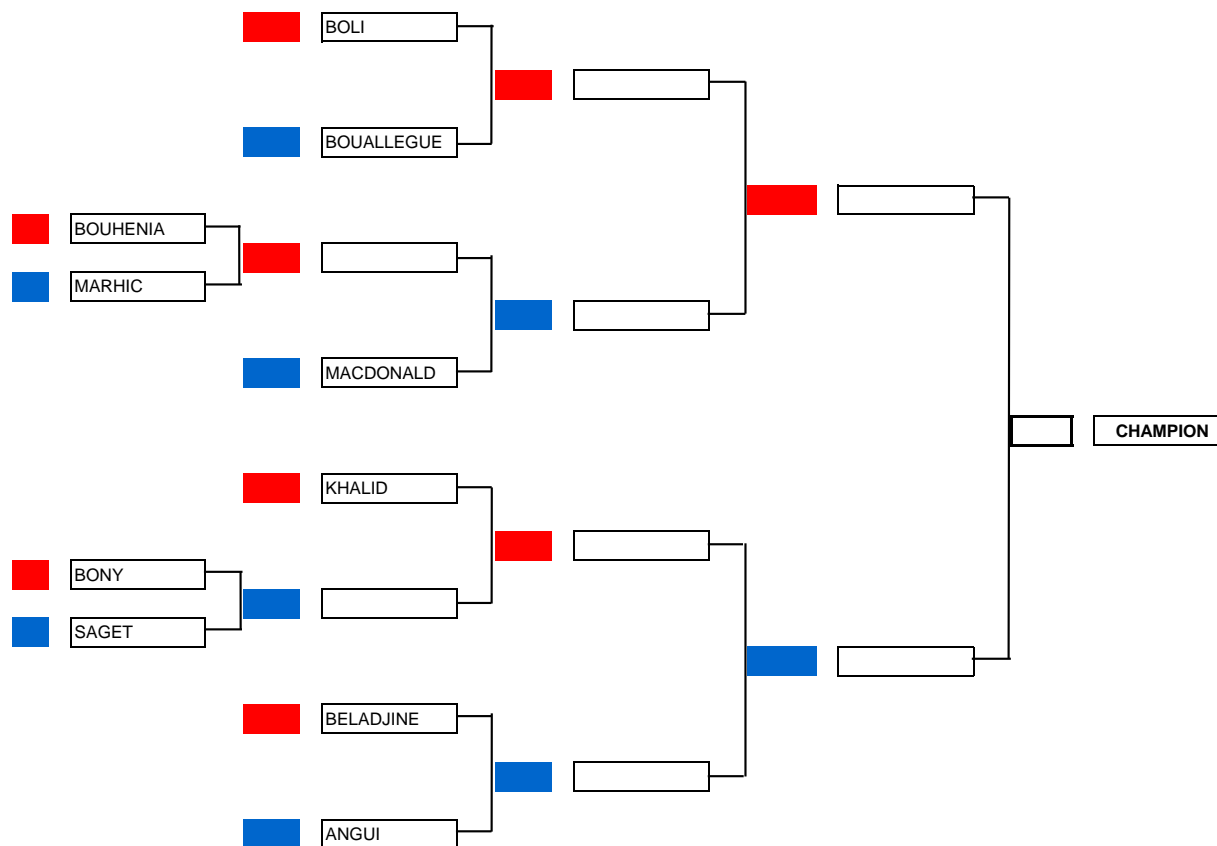 BOLI
BOUALLEGUE
BOUHENIA
MARHIC
MACDONALD
CHAMPION
KHALID
BONY
SAGET
BELADJINE
ANGUI